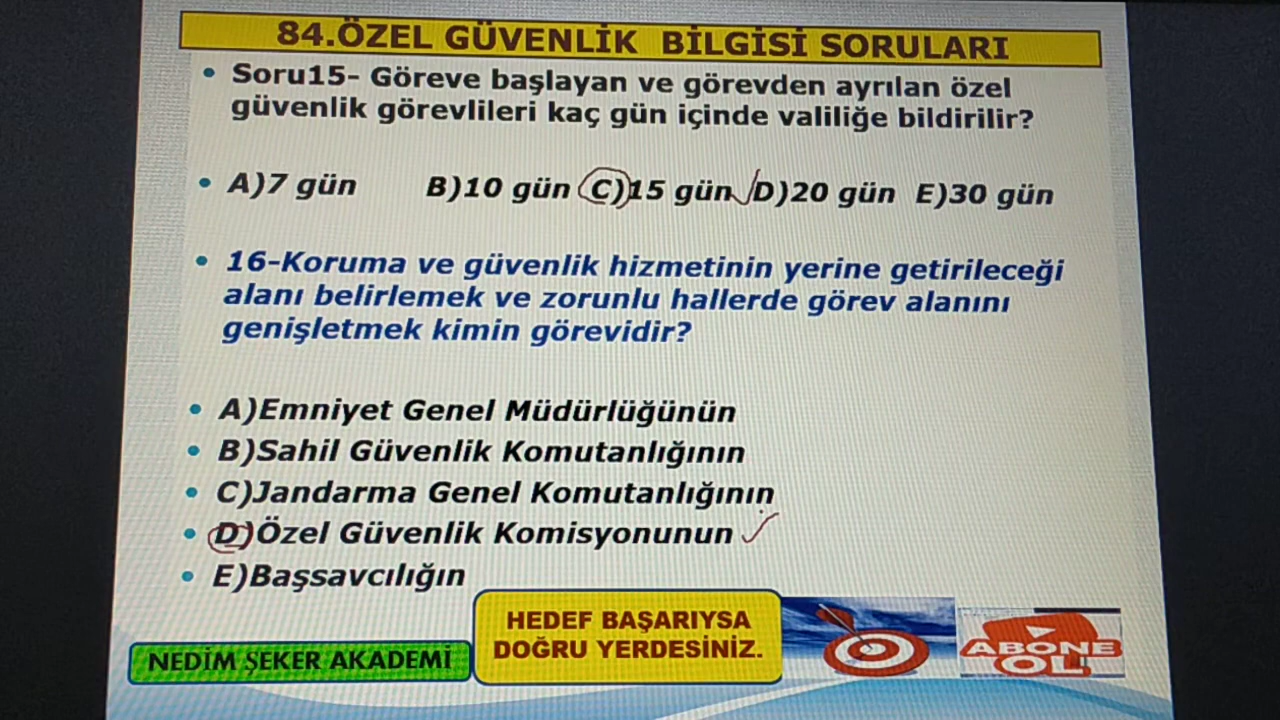 84.ÖZEL GÜVENLİK BİLGİSİ SORULARI
• Soru15- Göreve başlayan ve görevden ayrılan özel
güvenlik görevlileri kaç gün içinde valiliğe bildirilir?
• A)7 gün B)10 gün C)15 gün D)20 gün E)30 gün
• 16-Koruma ve güvenlik hizmetinin yerine getirileceği
alanı belirlemek ve zorunlu hallerde görev alanını
genişletmek kimin görevidir?
• A)Emniyet Genel Müdürlüğünün
• B)Sahil Güvenlik Komutanlığının
• C)Jandarma Genel Komutanlığının
• D)Özel Güvenlik Komisyonunun
• E)Başsavcılığın
HEDEF BAŞARIYSA
DOĞRU YERDESİNİZ.
NEDİM ŞEKER AKADEMİ
ABONE
OL